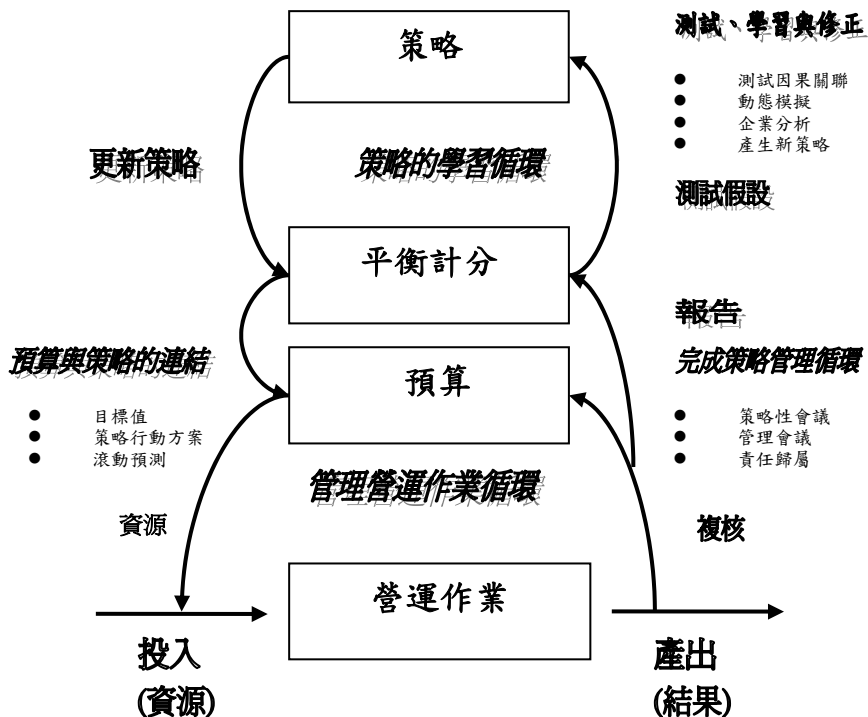 策略
測試、學習與修正
● 測試因果關聯
● 動態模擬
● 企業分析
● 產生新策略
更新策略
策略的學習循環
測試假設
平衡計分
報告
預算與策略的連結
● 目標值
● 策略行動方案
● 滾動預測
預算
完成策略管理循環
● 策略性會議
● 管理會議
● 責任歸屬
管理營運作業循環
資源
複核
營運作業
投入
(資源)
產出
(結果)